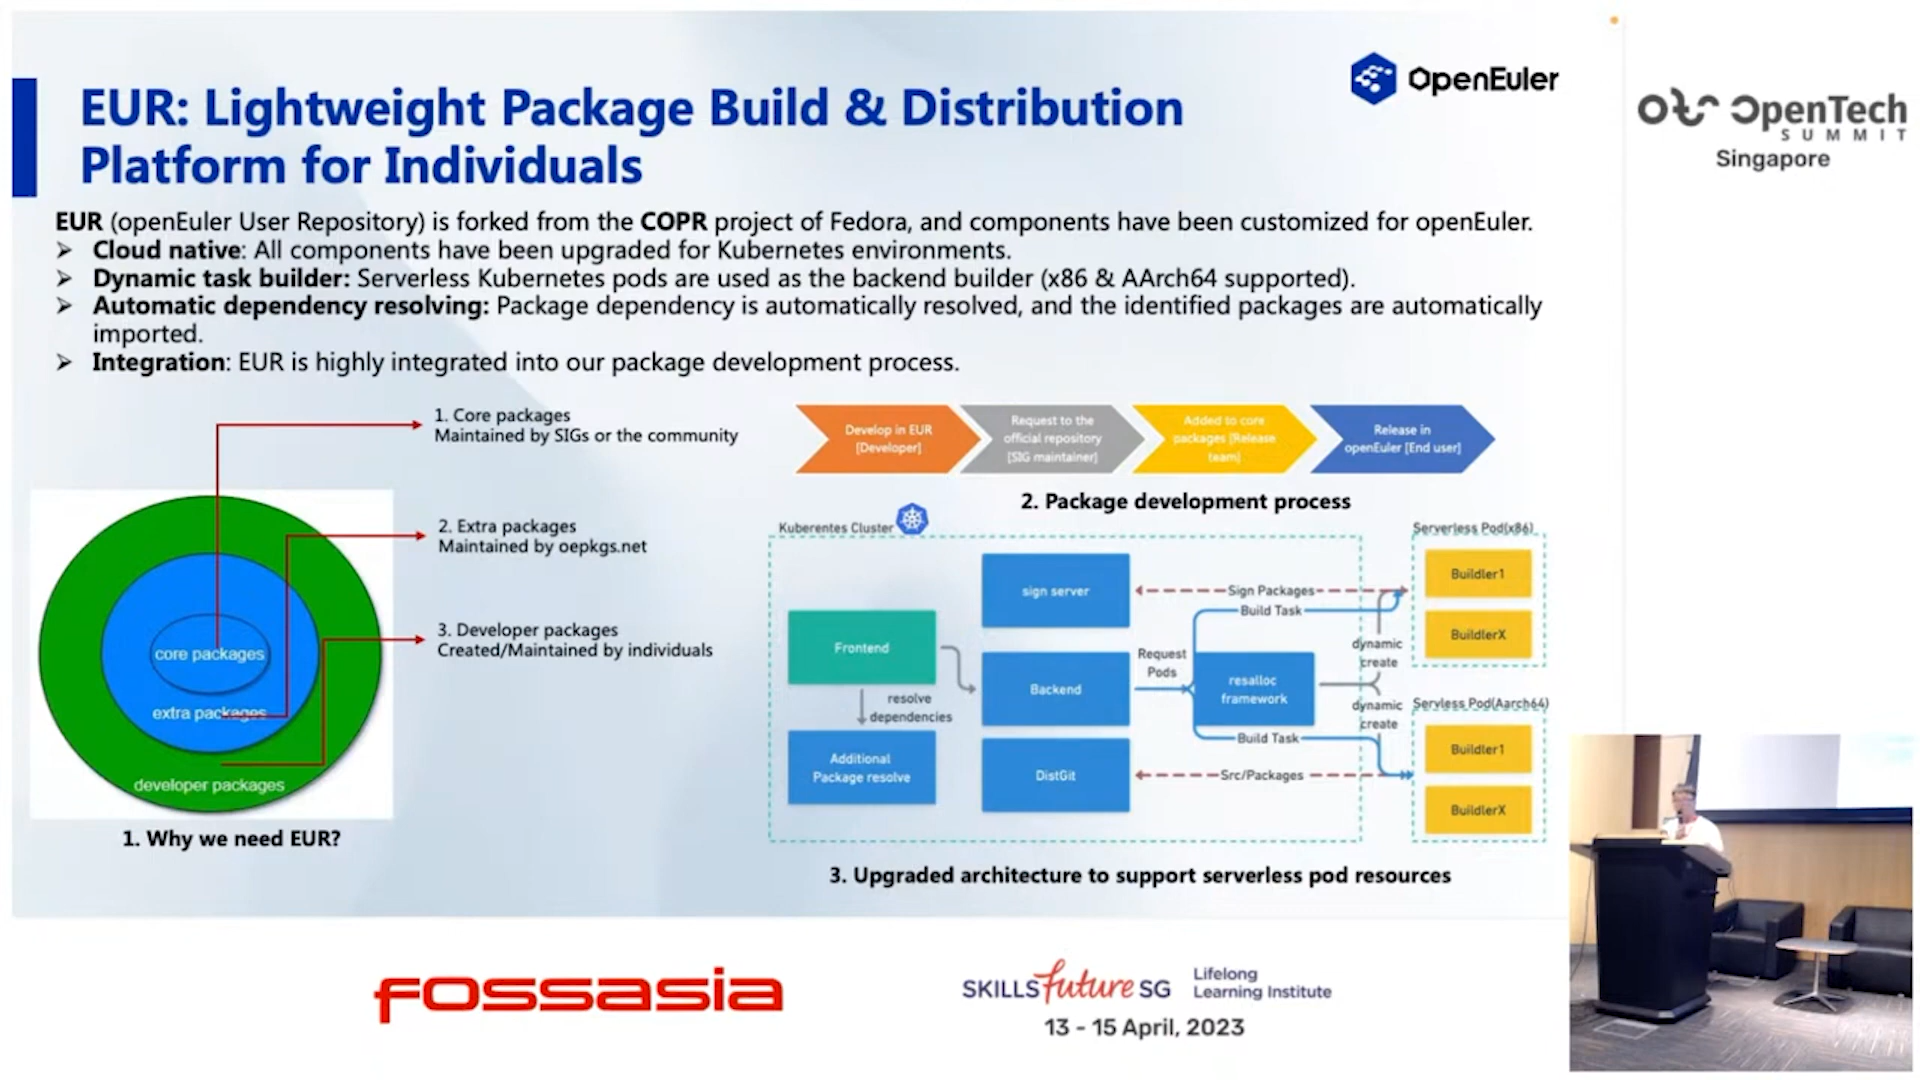 OpenEuler
OpenTech
SUMMIT
Singapore
EUR: Lightweight Package Build & Distribution
Platform for Individuals
EUR (openEuler User Repository) is forked from the COPR project of Fedora, and components have been customized for openEuler.
➤ Cloud native: All components have been upgraded for Kubernetes environments.
➤ Dynamic task builder: Serverless Kubernetes pods are used as the backend builder (x86 & AArch64 supported).
➤ Automatic dependency resolving: Package dependency is automatically resolved, and the identified packages are automatically
imported.
➤ Integration: EUR is highly integrated into our package development process.
1. Core packages
Maintained by SIGs or the community
2. Extra packages
Maintained by oepkgs.net
3. Developer packages
Created/Maintained by individuals
core packages
extra packages
developer packages
1. Why we need EUR?
Develop in EUR
[Developer]
Request to the
official repository
[SIG maintainer]
Added to core
packages [Release
team]
Release in
openEuler [End user]
2. Package development process
Kuberentes Cluster
Frontend
resolve
dependencies
Additional
Package resolve
sign server
Backend
DistGit
Request
Pods
resalloc
framework
Sign Packages
Build Task
Build Task
Src/Packages
dynamic
create
dynamic
create
Serverless Pod(x86)
Buildler1
BuildlerX
Servless Pod(Aarch64)
Buildler1
BuildlerX
3. Upgraded architecture to support serverless pod resources
fossasia
SKILLS future SG
Lifelong
Learning Institute
13 - 15 April, 2023